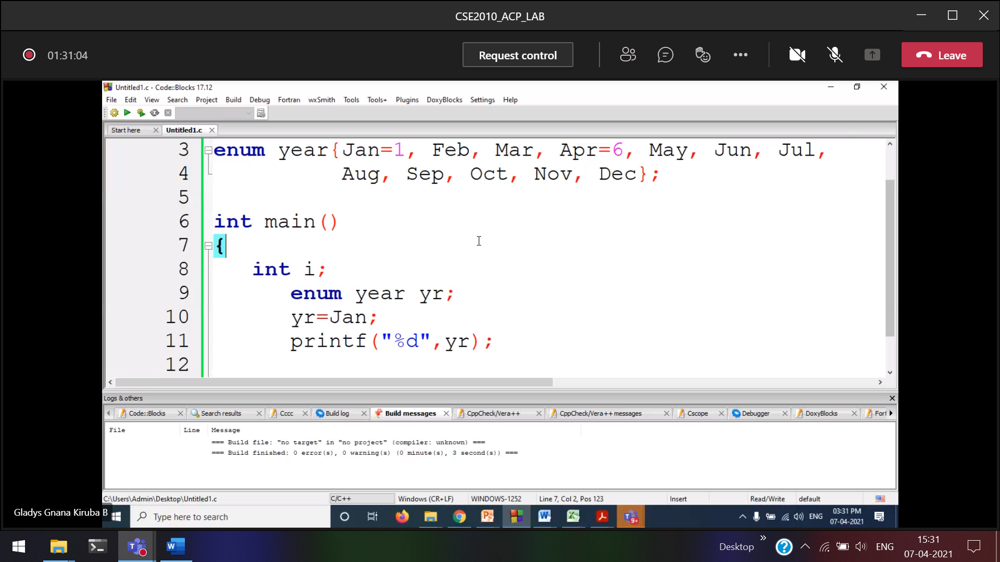 CSE2010_ACP_LAB
01:31:04
Request control
Leave
Untitled1.c - Code::Blocks 17.12
File Edit View Search Project Build Debug Fortran wxSmith Tools Tools+ Plugins DoxyBlocks Settings Help
Start here Untitled1.c
3 enum year{Jan=1, Feb, Mar, Apr=6, May, Jun, Jul,
4 Aug, Sep, Oct, Nov, Dec};
5
6 int main()
7 {
8 int i;
9 enum year yr;
10 yr=Jan;
11 printf("%d",yr);
12
Logs & others
Code::Blocks Search results Cccc Build log Build messages CppCheck/Vera++ CppCheck/Vera++ messages Cscope Debugger DoxyBlocks Fort
File Line Message
=== Build file: "no target" in "no project" (compiler: unknown) ===
=== Build finished: 0 error(s), 0 warning(s) (0 minute(s), 3 second(s)) ===
C:\Users\Admin\Desktop\Untitled1.c C/C++ Windows (CR+LF) WINDOWS-1252 Line 7, Col 2, Pos 123 Insert Read/Write default
Gladys Gnana Kiruba B
Type here to search
9+
ENG
03:31 PM
07-04-2021
Desktop
ENG
15:31
07-04-2021